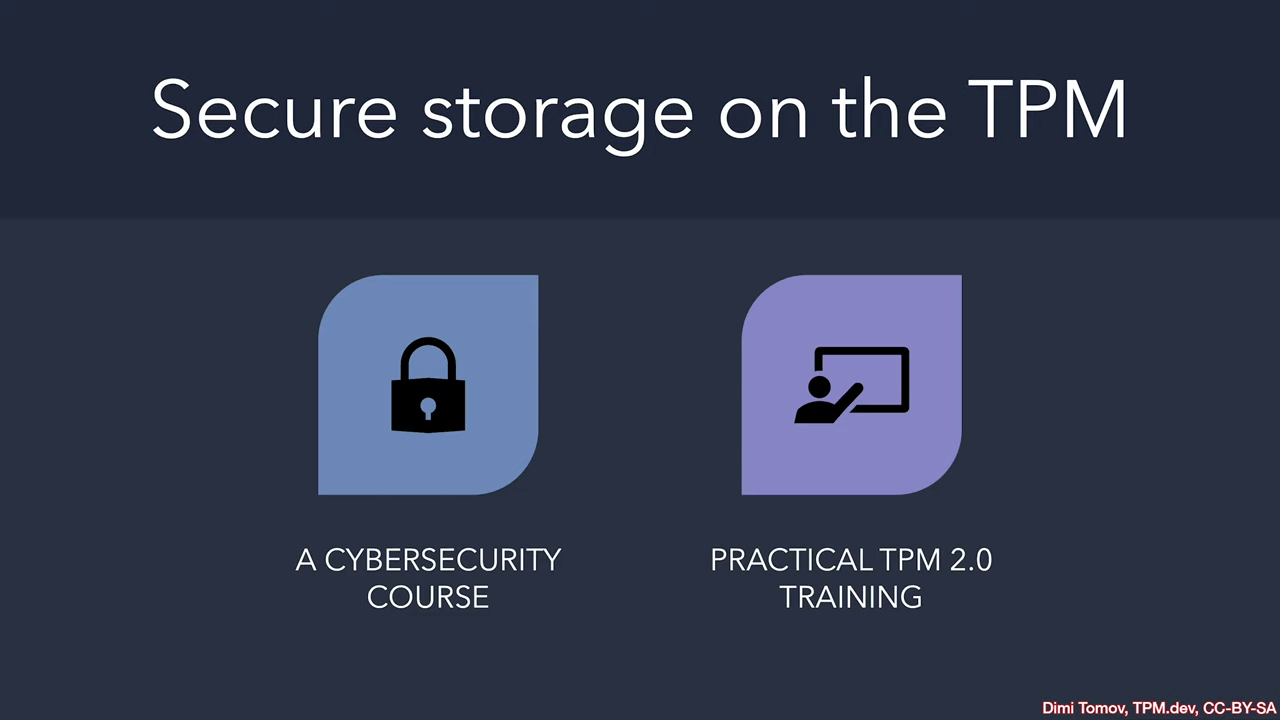 Secure storage on the TPM
A CYBERSECURITY
COURSE
PRACTICAL TPM 2.0
TRAINING
Dimi Tomov, TPM.dev, CC-BY-SA